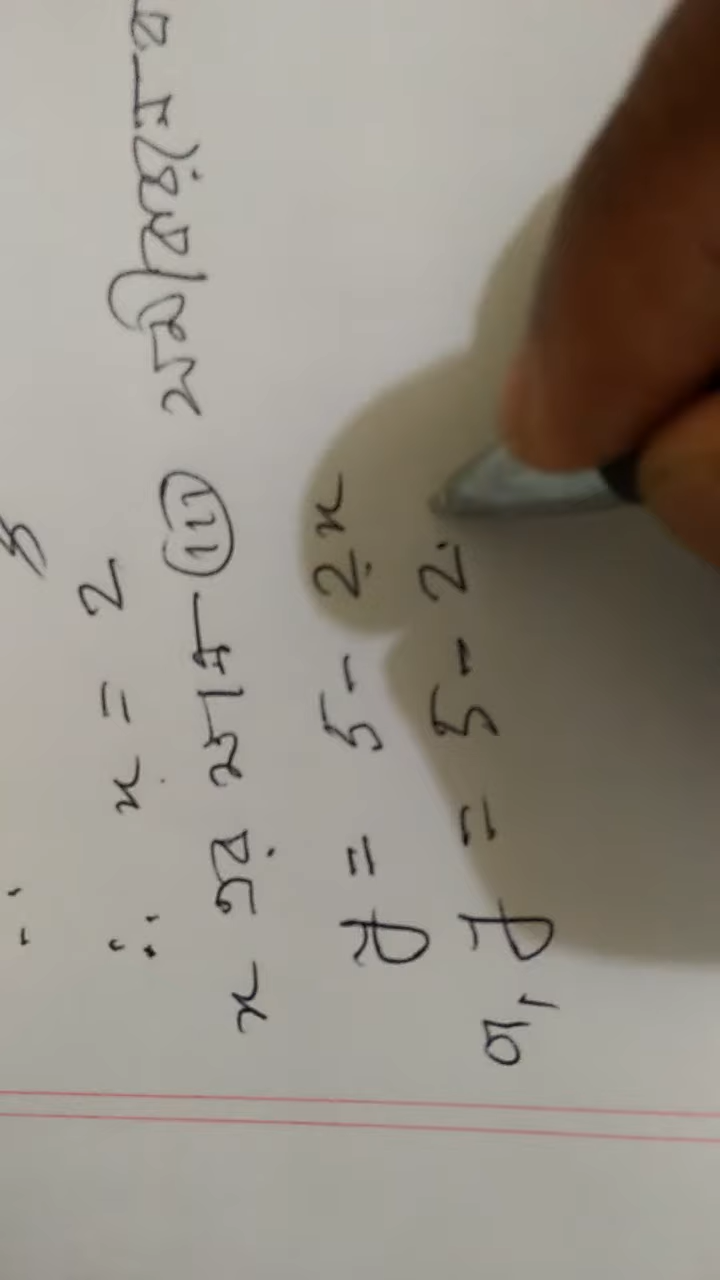 ∴ x = 2
x এর মান (iii) সমীকরণে ব
y = 5 - 2x
বা, y = 5 - 2.